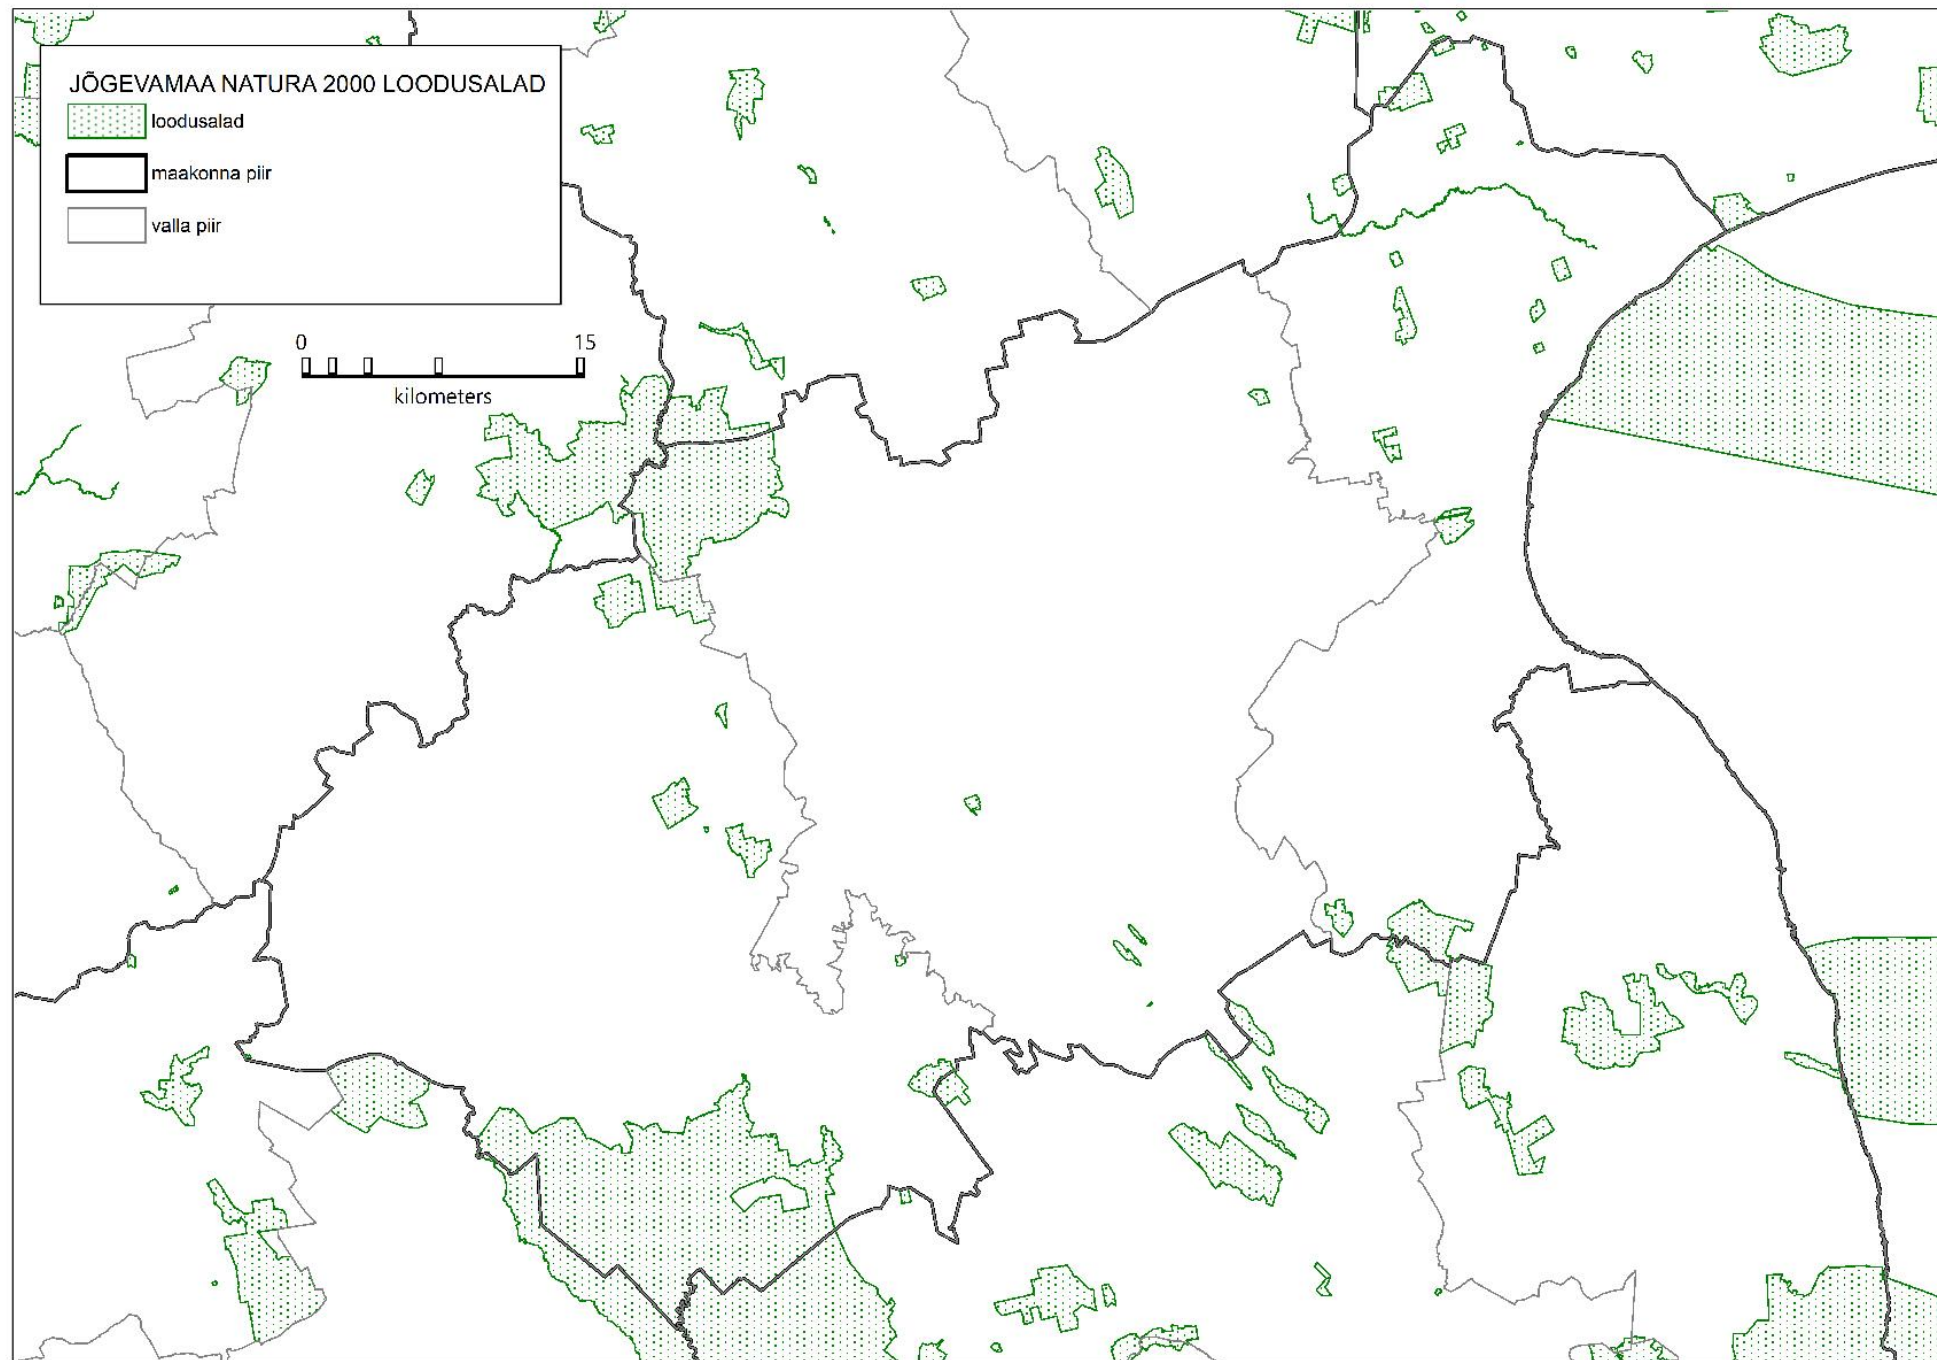 JÕGEVAMAA NATURA 2000 LOODUSALAD
loodusalad
maakonna piir
valla piir
0 15
kilometers